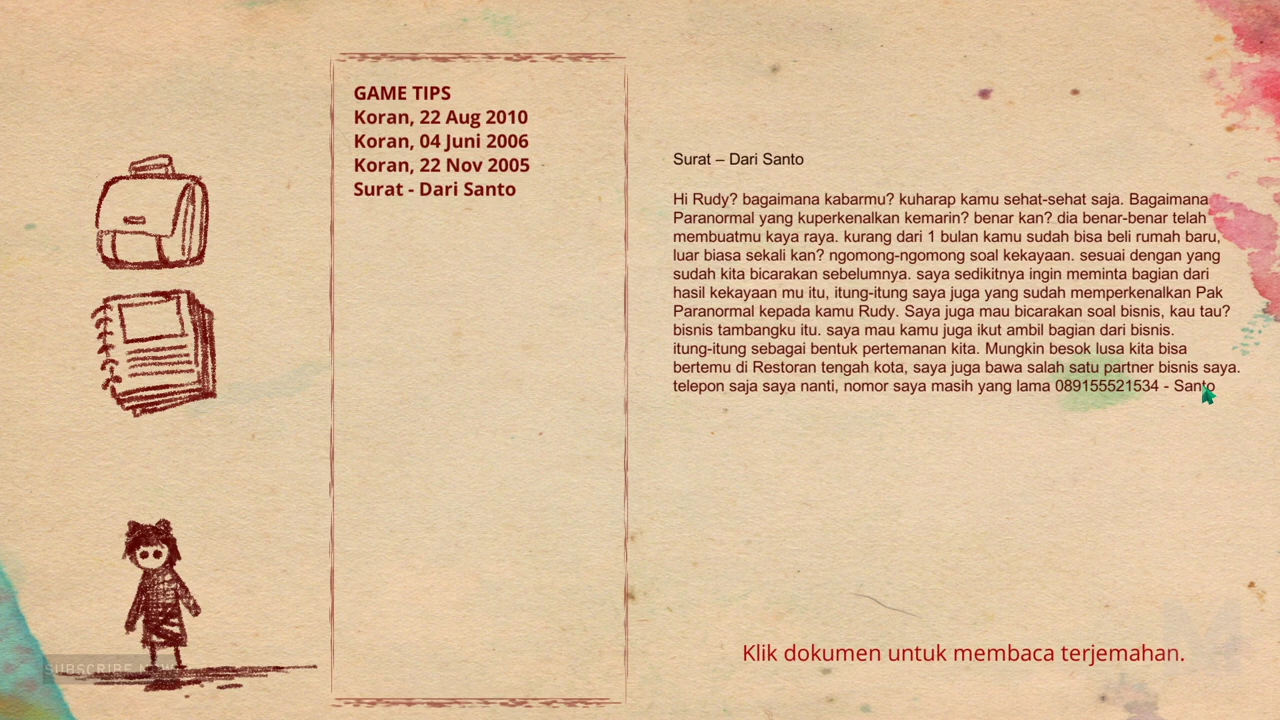 GAME TIPS
Koran, 22 Aug 2010
Koran, 04 Juni 2006
Koran, 22 Nov 2005
Surat - Dari Santo
Surat – Dari Santo
Hi Rudy? bagaimana kabarmu? kuharap kamu sehat-sehat saja. Bagaimana
Paranormal yang kuperkenalkan kemarin? benar kan? dia benar-benar telah
membuatmu kaya raya. kurang dari 1 bulan kamu sudah bisa beli rumah baru,
luar biasa sekali kan? ngomong-ngomong soal kekayaan. sesuai dengan yang
sudah kita bicarakan sebelumnya. saya sedikitnya ingin meminta bagian dari
hasil kekayaan mu itu, itung-itung saya juga yang sudah memperkenalkan Pak
Paranormal kepada kamu Rudy. Saya juga mau bicarakan soal bisnis, kau tau?
bisnis tambangku itu. saya mau kamu juga ikut ambil bagian dari bisnis.
itung-itung sebagai bentuk pertemanan kita. Mungkin besok lusa kita bisa
bertemu di Restoran tengah kota, saya juga bawa salah satu partner bisnis saya.
telepon saja saya nanti, nomor saya masih yang lama 089155521534 - Santo
Klik dokumen untuk membaca terjemahan.
SUBSCRIBE NOW